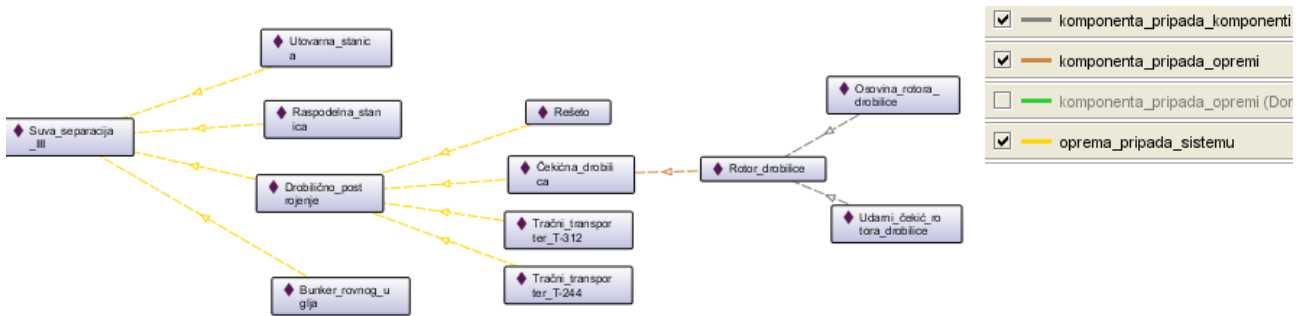 Utovarna_stanic
a
Raspodelna_stan
ica
Suva_separacija
_III
Drobilično_post
rojenje
Bunker_rovnog_u
glja
Rešeto
Čekićna_drobili
ca
Tračni_transpor
ter_T-312
Tračni_transpor
ter_T-244
Rotor_drobilice
Osovina_rotora_
drobilice
Udarni_čekić_ro
tora_drobilice
komponenta_pripada_komponenti
komponenta_pripada_opremi
komponenta_pripada_opremi (Dor
oprema_pripada_sistemu